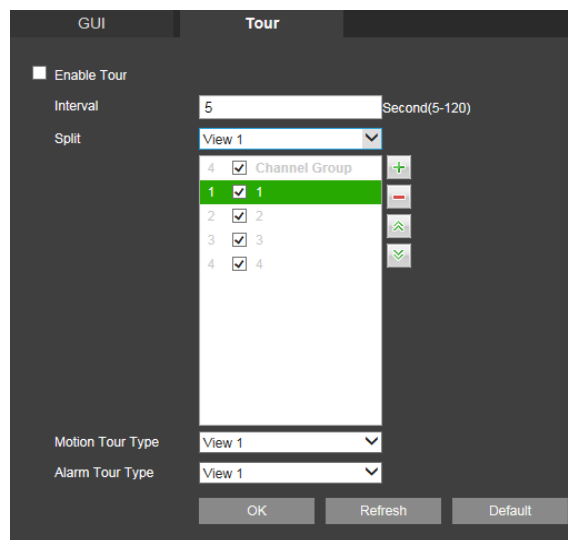 GUI Tour
Enable Tour
Interval 5 Second(5-120)
Split View 1
4 Channel Group
1 1
2 2
3 3
4 4
Motion Tour Type View 1
Alarm Tour Type View 1
OK Refresh Default